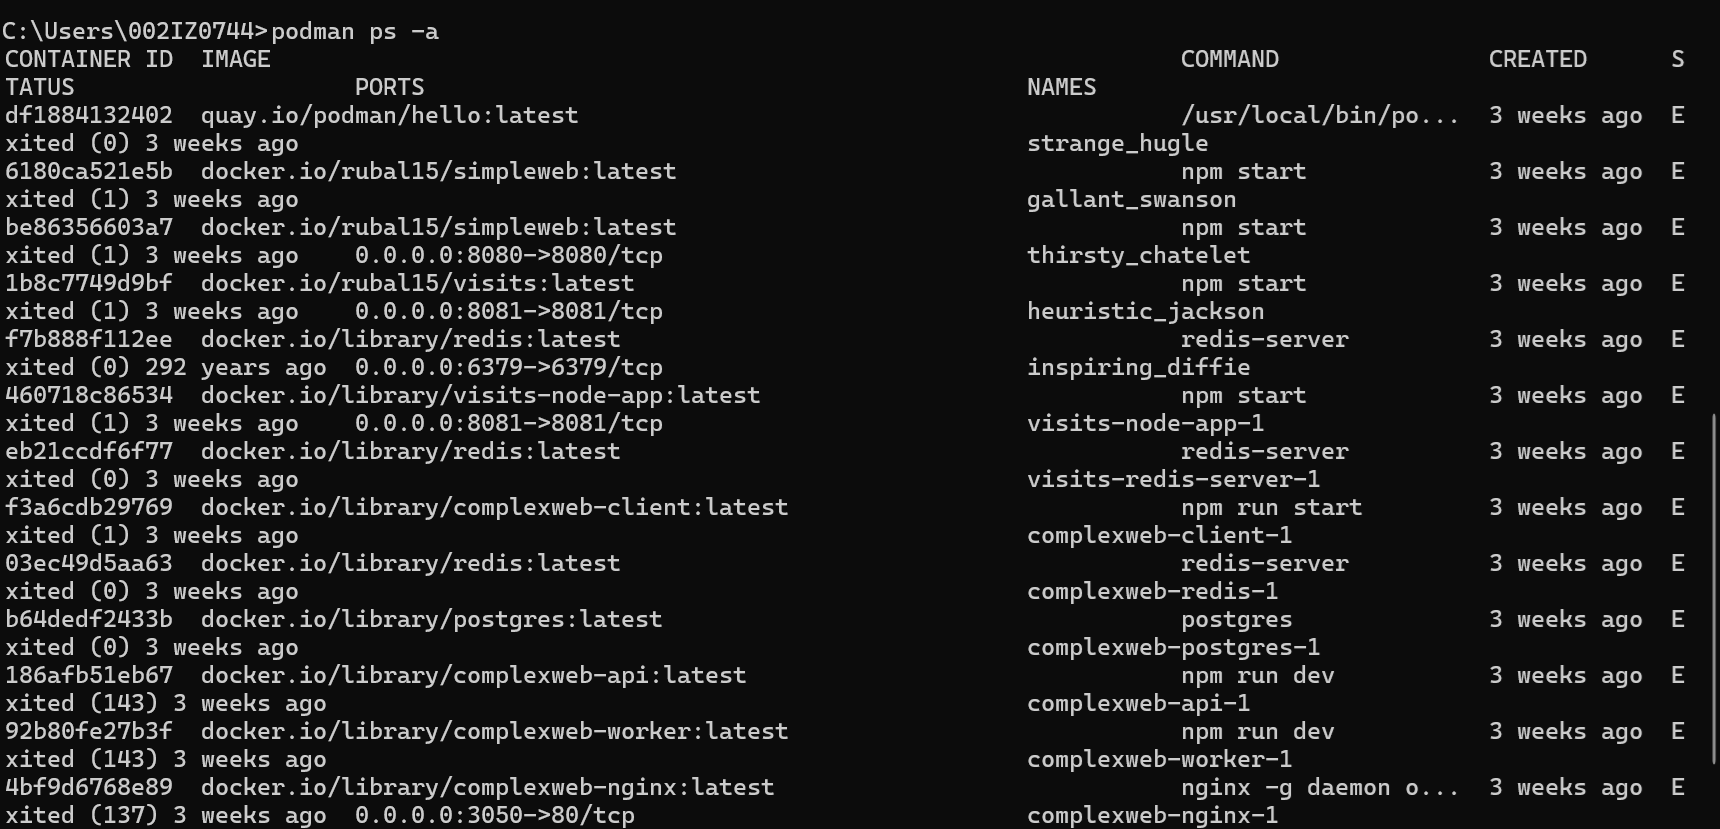 C:\Users\002IZ0744>podman ps -a
CONTAINER ID  IMAGE                                                                 COMMAND               CREATED      S
TATUS                    PORTS                                           NAMES
df1884132402  quay.io/podman/hello:latest                                           /usr/local/bin/po...  3 weeks ago  E
xited (0) 3 weeks ago                                                    strange_hugle
6180ca521e5b  docker.io/rubal15/simpleweb:latest                                    npm start             3 weeks ago  E
xited (1) 3 weeks ago                                                    gallant_swanson
be86356603a7  docker.io/rubal15/simpleweb:latest                                    npm start             3 weeks ago  E
xited (1) 3 weeks ago    0.0.0.0:8080->8080/tcp                          thirsty_chatelet
1b8c7749d9bf  docker.io/rubal15/visits:latest                                       npm start             3 weeks ago  E
xited (1) 3 weeks ago    0.0.0.0:8081->8081/tcp                          heuristic_jackson
f7b888f112ee  docker.io/library/redis:latest                                        redis-server          3 weeks ago  E
xited (0) 292 years ago  0.0.0.0:6379->6379/tcp                          inspiring_diffie
460718c86534  docker.io/library/visits-node-app:latest                              npm start             3 weeks ago  E
xited (1) 3 weeks ago    0.0.0.0:8081->8081/tcp                          visits-node-app-1
eb21ccdf6f77  docker.io/library/redis:latest                                        redis-server          3 weeks ago  E
xited (0) 3 weeks ago                                                    visits-redis-server-1
f3a6cdb29769  docker.io/library/complexweb-client:latest                            npm run start         3 weeks ago  E
xited (1) 3 weeks ago                                                    complexweb-client-1
03ec49d5aa63  docker.io/library/redis:latest                                        redis-server          3 weeks ago  E
xited (0) 3 weeks ago                                                    complexweb-redis-1
b64dedf2433b  docker.io/library/postgres:latest                                     postgres              3 weeks ago  E
xited (0) 3 weeks ago                                                    complexweb-postgres-1
186afb51eb67  docker.io/library/complexweb-api:latest                               npm run dev           3 weeks ago  E
xited (143) 3 weeks ago                                                  complexweb-api-1
92b80fe27b3f  docker.io/library/complexweb-worker:latest                            npm run dev           3 weeks ago  E
xited (143) 3 weeks ago                                                  complexweb-worker-1
4bf9d6768e89  docker.io/library/complexweb-nginx:latest                             nginx -g daemon o...  3 weeks ago  E
xited (137) 3 weeks ago  0.0.0.0:3050->80/tcp                            complexweb-nginx-1